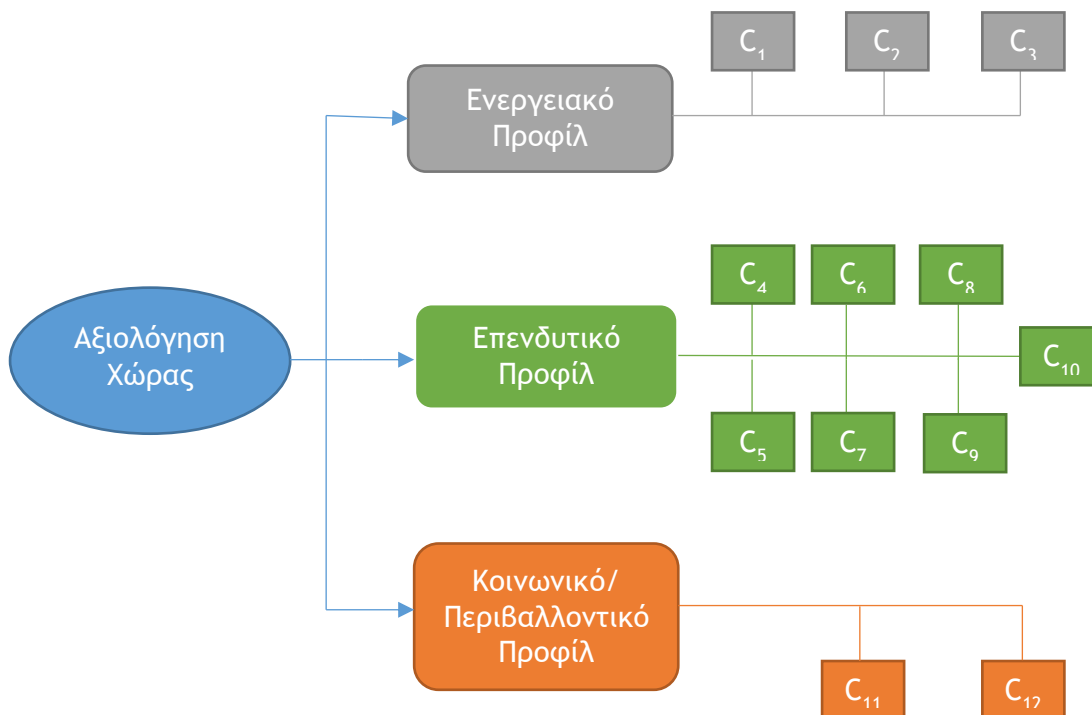 C₁
C₂
C₃
Ενεργειακό
Προφίλ
C₄
C₆
C₈
Αξιολόγηση
Χώρας
Επενδυτικό
Προφίλ
C₁₀
C₅
C₇
C₉
Κοινωνικό/
Περιβαλλοντικό
Προφίλ
C₁₁
C₁₂